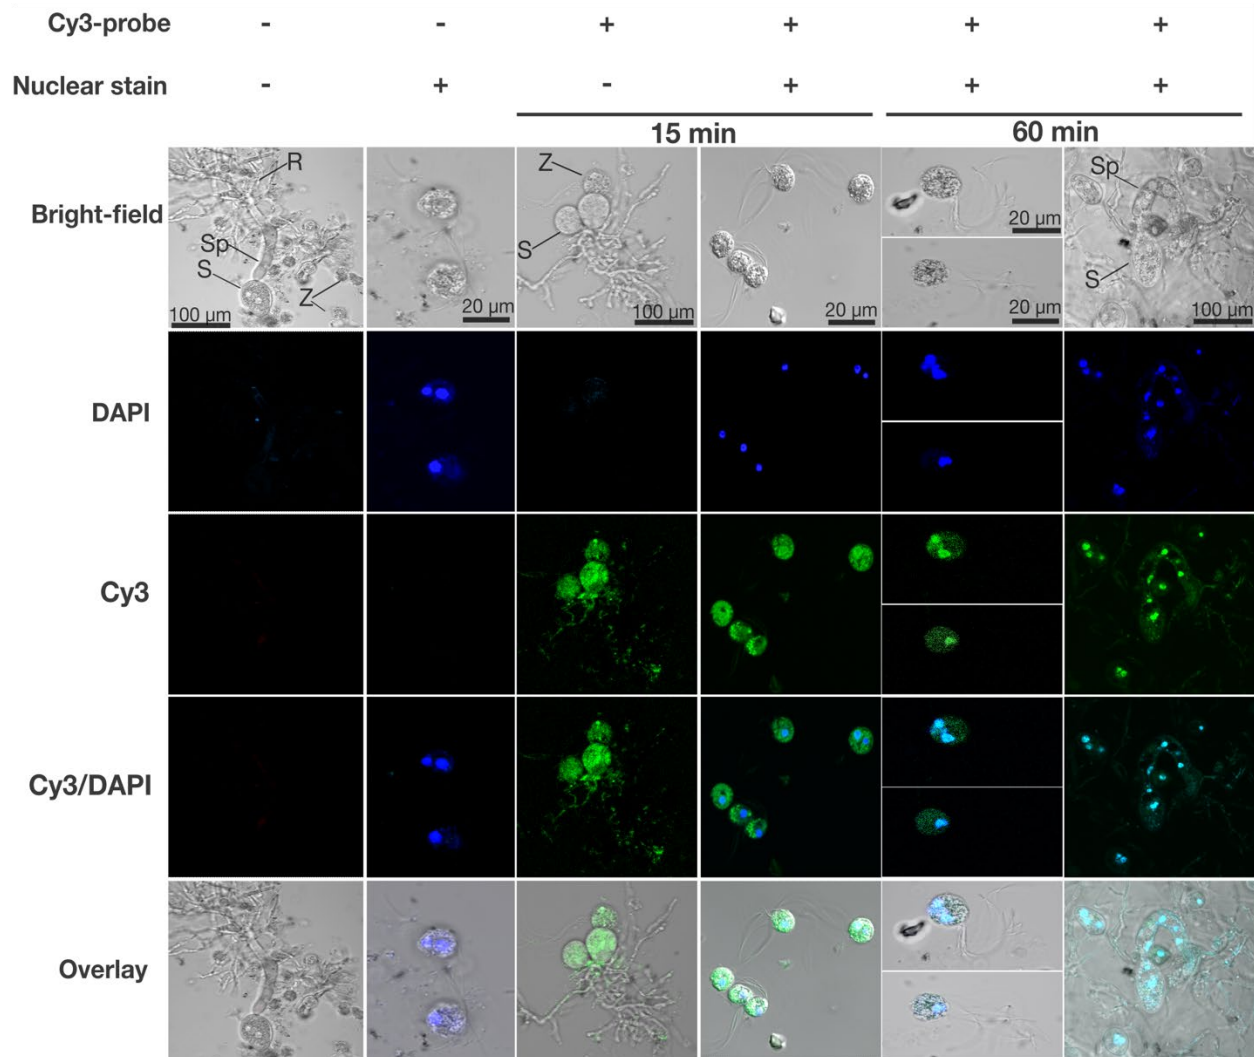 Cy3-probe - - + + + +
Nuclear stain - + - + + +
15 min 60 min
Bright-field
R
Sp
S
Z
100 µm
20 µm
Z
S
100 µm
20 µm
20 µm
20 µm
Sp
S
100 µm
DAPI
Cy3
Cy3/DAPI
Overlay